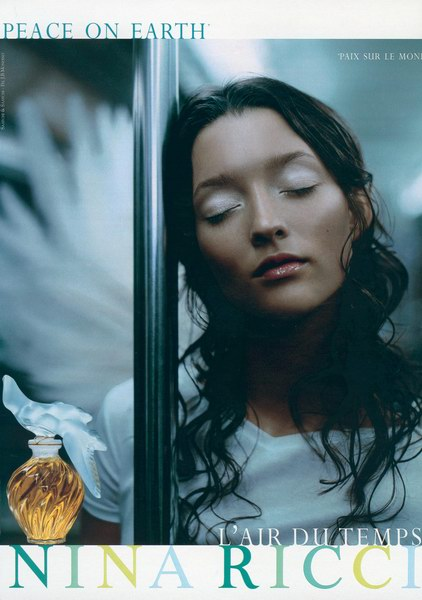 PEACE ON EARTH*
*PAIX SUR LE MON
L'AIR DU TEMPS
NINA RICCI